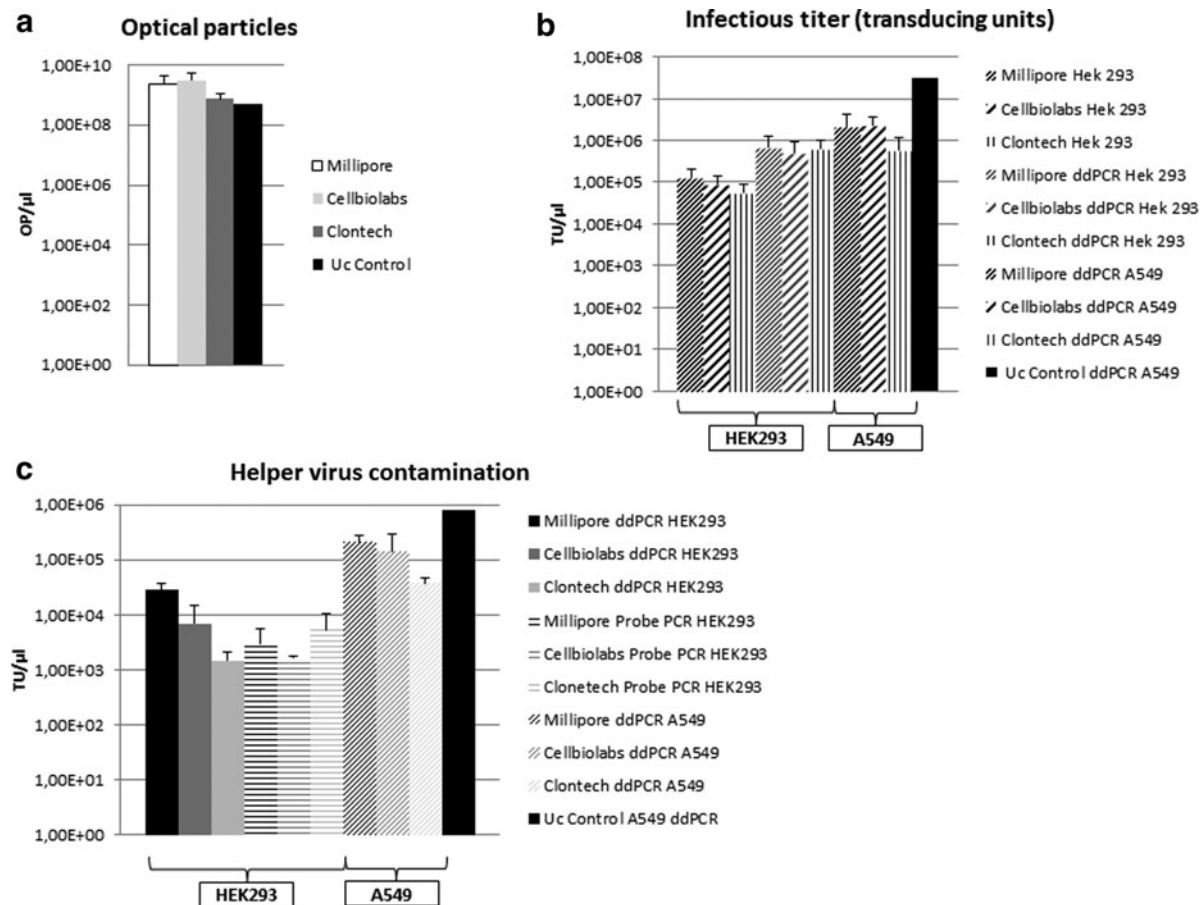 a
Optical particles
1,00E+10
1,00E+08
1,00E+06
1,00E+04
1,00E+02
1,00E+00
OP/µl
Millipore
Cellbiolabs
Clontech
Uc Control
b
Infectious titer (transducing units)
1,00E+08
1,00E+07
1,00E+06
1,00E+05
1,00E+04
1,00E+03
1,00E+02
1,00E+01
1,00E+00
TU/µl
HEK293
A549
Millipore Hek 293
Cellbiolabs Hek 293
Clontech Hek 293
Millipore ddPCR Hek 293
Cellbiolabs ddPCR Hek 293
Clontech ddPCR Hek 293
Millipore ddPCR A549
Cellbiolabs ddPCR A549
Clontech ddPCR A549
Uc Control ddPCR A549
c
Helper virus contamination
1,00E+06
1,00E+05
1,00E+04
1,00E+03
1,00E+02
1,00E+01
1,00E+00
TU/µl
HEK293
A549
Millipore ddPCR HEK293
Cellbiolabs ddPCR HEK293
Clontech ddPCR HEK293
Millipore Probe PCR HEK293
Cellbiolabs Probe PCR HEK293
Clonetech Probe PCR HEK293
Millipore ddPCR A549
Cellbiolabs ddPCR A549
Clontech ddPCR A549
Uc Control A549 ddPCR